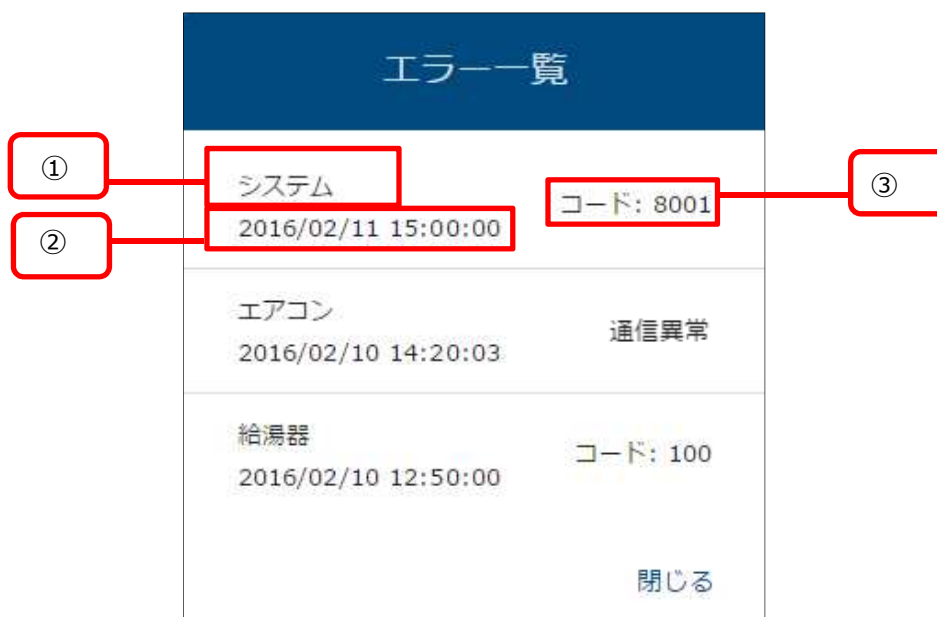 エラー一覧
①
システム
コード: 8001
③
②
2016/02/11 15:00:00
エアコン
通信異常
2016/02/10 14:20:03
給湯器
コード: 100
2016/02/10 12:50:00
閉じる